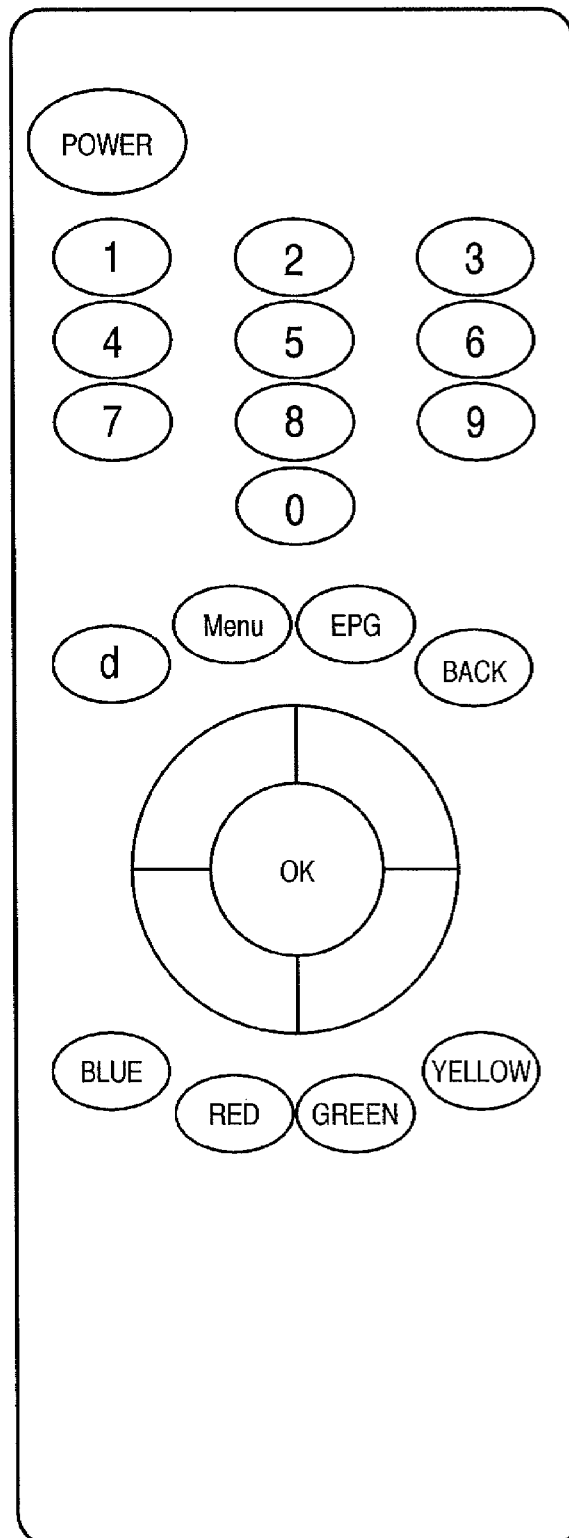 POWER
1 2 3
4 5 6
7 8 9
0
Menu EPG
d BACK
OK
BLUE YELLOW
RED GREEN